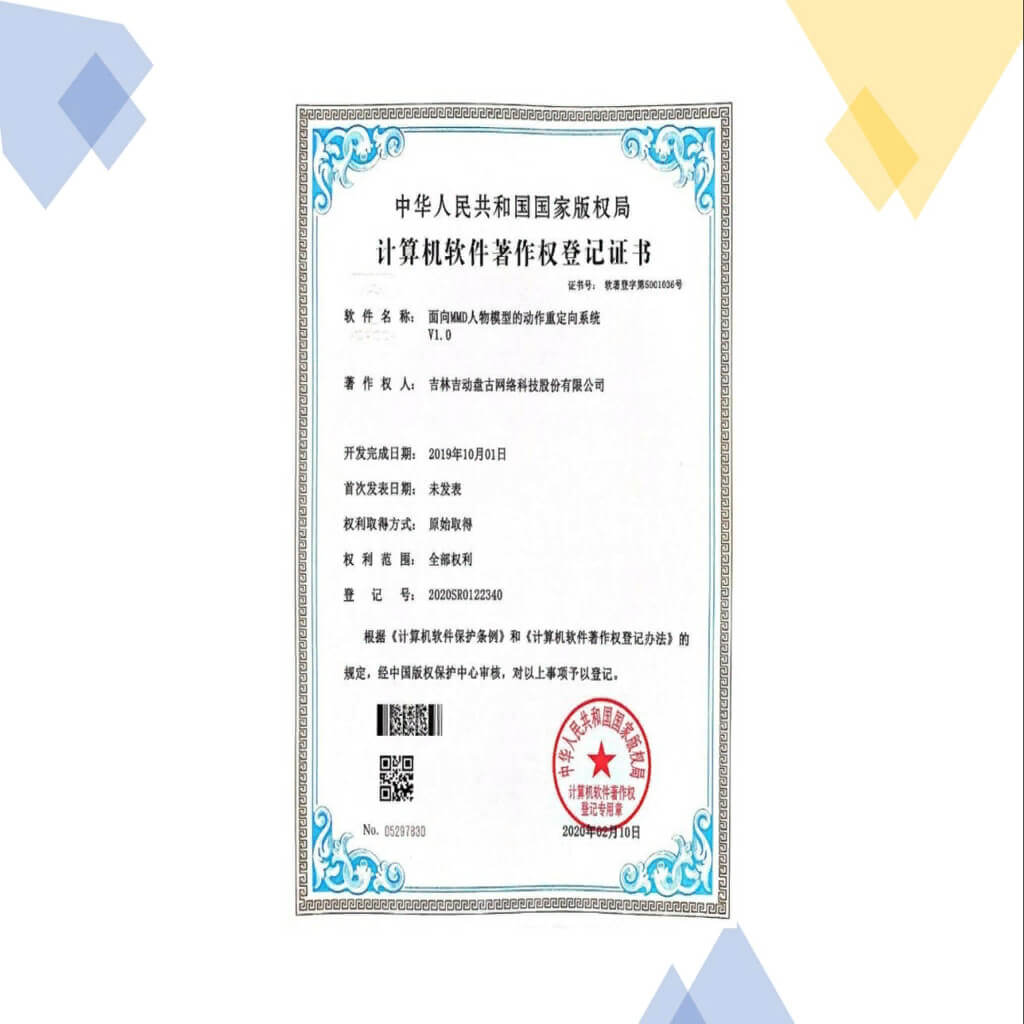 中华人民共和国国家版权局
计算机软件著作权登记证书
证书号： 软著登字第5001036号
软件名称： 面向MMD人物模型的动作重定向系统
V1.0
著作权人： 吉林吉动盘古网络科技股份有限公司
开发完成日期： 2019年10月01日
首次发表日期： 未发表
权利取得方式： 原始取得
权利范围： 全部权利
登记号： 2020SR0122340
根据《计算机软件保护条例》和《计算机软件著作权登记办法》的
规定，经中国版权保护中心审核，对以上事项予以登记。
中华人民共和国国家版权局
计算机软件著作权
登记专用章
No. 05297830
2020年02月10日